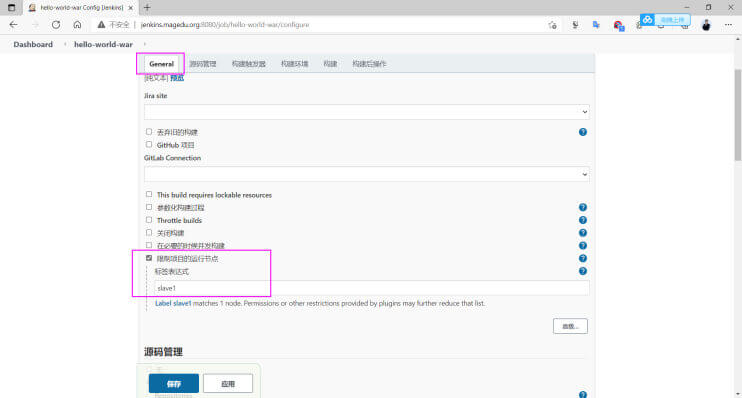 hello-world-war Config [Jenkins]
不安全 | jenkins.magedu.org:8080/job/hello-world-war/configure
拖拽上传
Dashboard › hello-world-war ›
General 源码管理 构建触发器 构建环境 构建 构建后操作
[纯文本] 预览
Jira site
丢弃旧的构建
GitHub 项目
GitLab Connection
This build requires lockable resources
参数化构建过程
Throttle builds
关闭构建
在必要的时候并发构建
限制项目的运行节点
标签表达式
slave1
Label slave1 matches 1 node. Permissions or other restrictions provided by plugins may further reduce that list.
高级...
源码管理
无
保存 应用
Repositories